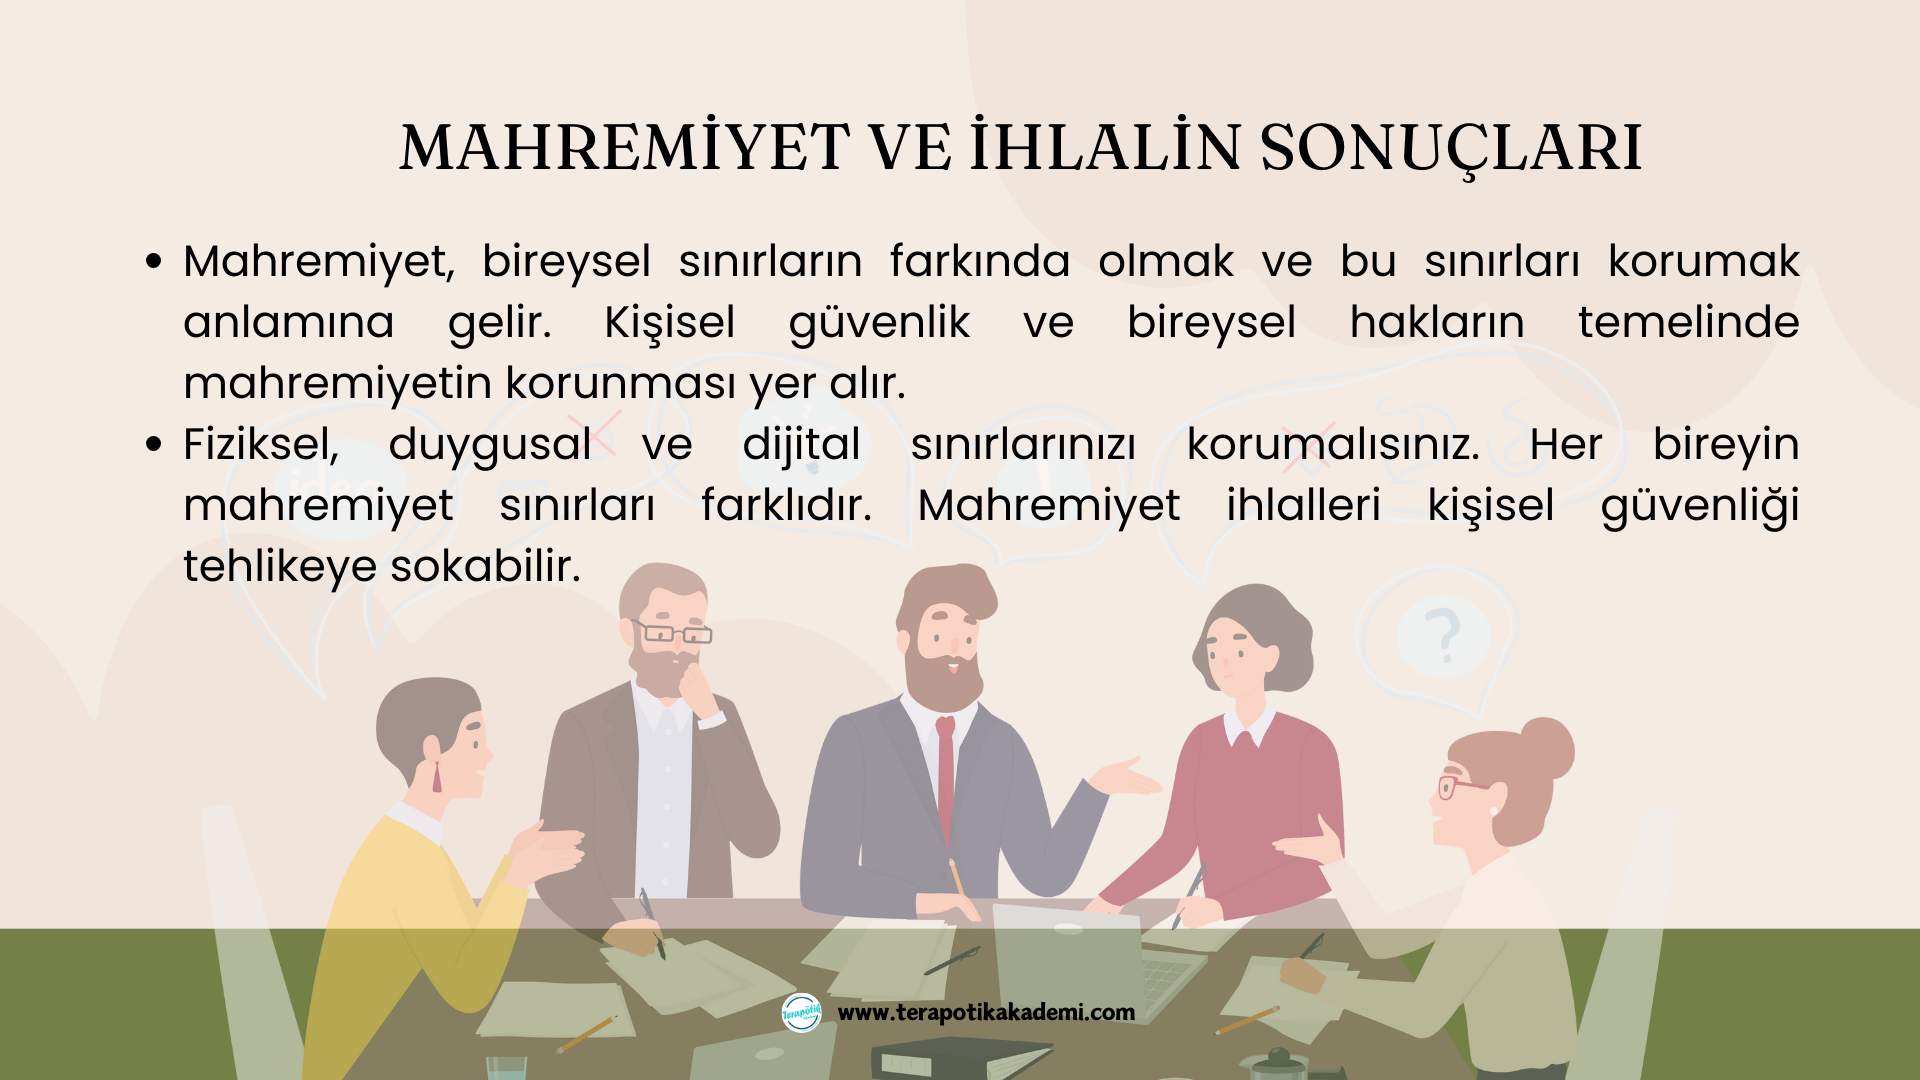 MAHREMİYET VE İHLALİN SONUÇLARI
• Mahremiyet, bireysel sınırların farkında olmak ve bu sınırları korumak
anlamına gelir. Kişisel güvenlik ve bireysel hakların temelinde
mahremiyetin korunması yer alır.
• Fiziksel, duygusal ve dijital sınırlarınızı korumalısınız. Her bireyin
mahremiyet sınırları farklıdır. Mahremiyet ihlalleri kişisel güvenliği
tehlikeye sokabilir.
idea
?
Terapötik
www.terapotikakademi.com